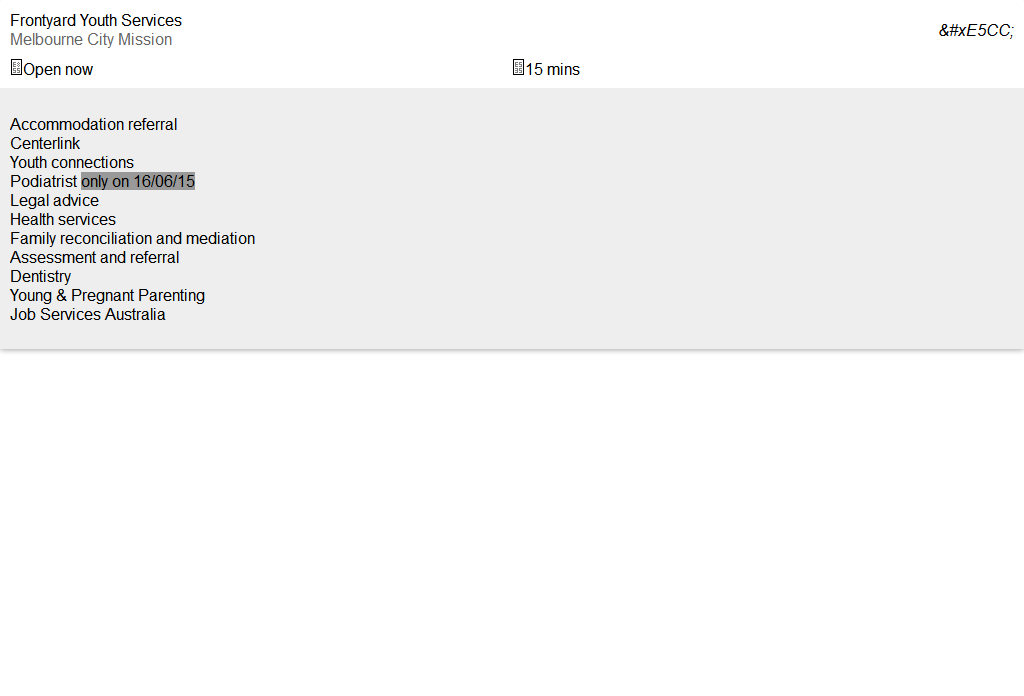 Frontyard Youth Services
Melbourne City Mission
&#xE5CC;
Open now
15 mins
Accommodation referral
Centerlink
Youth connections
Podiatrist only on 16/06/15
Legal advice
Health services
Family reconciliation and mediation
Assessment and referral
Dentistry
Young & Pregnant Parenting
Job Services Australia